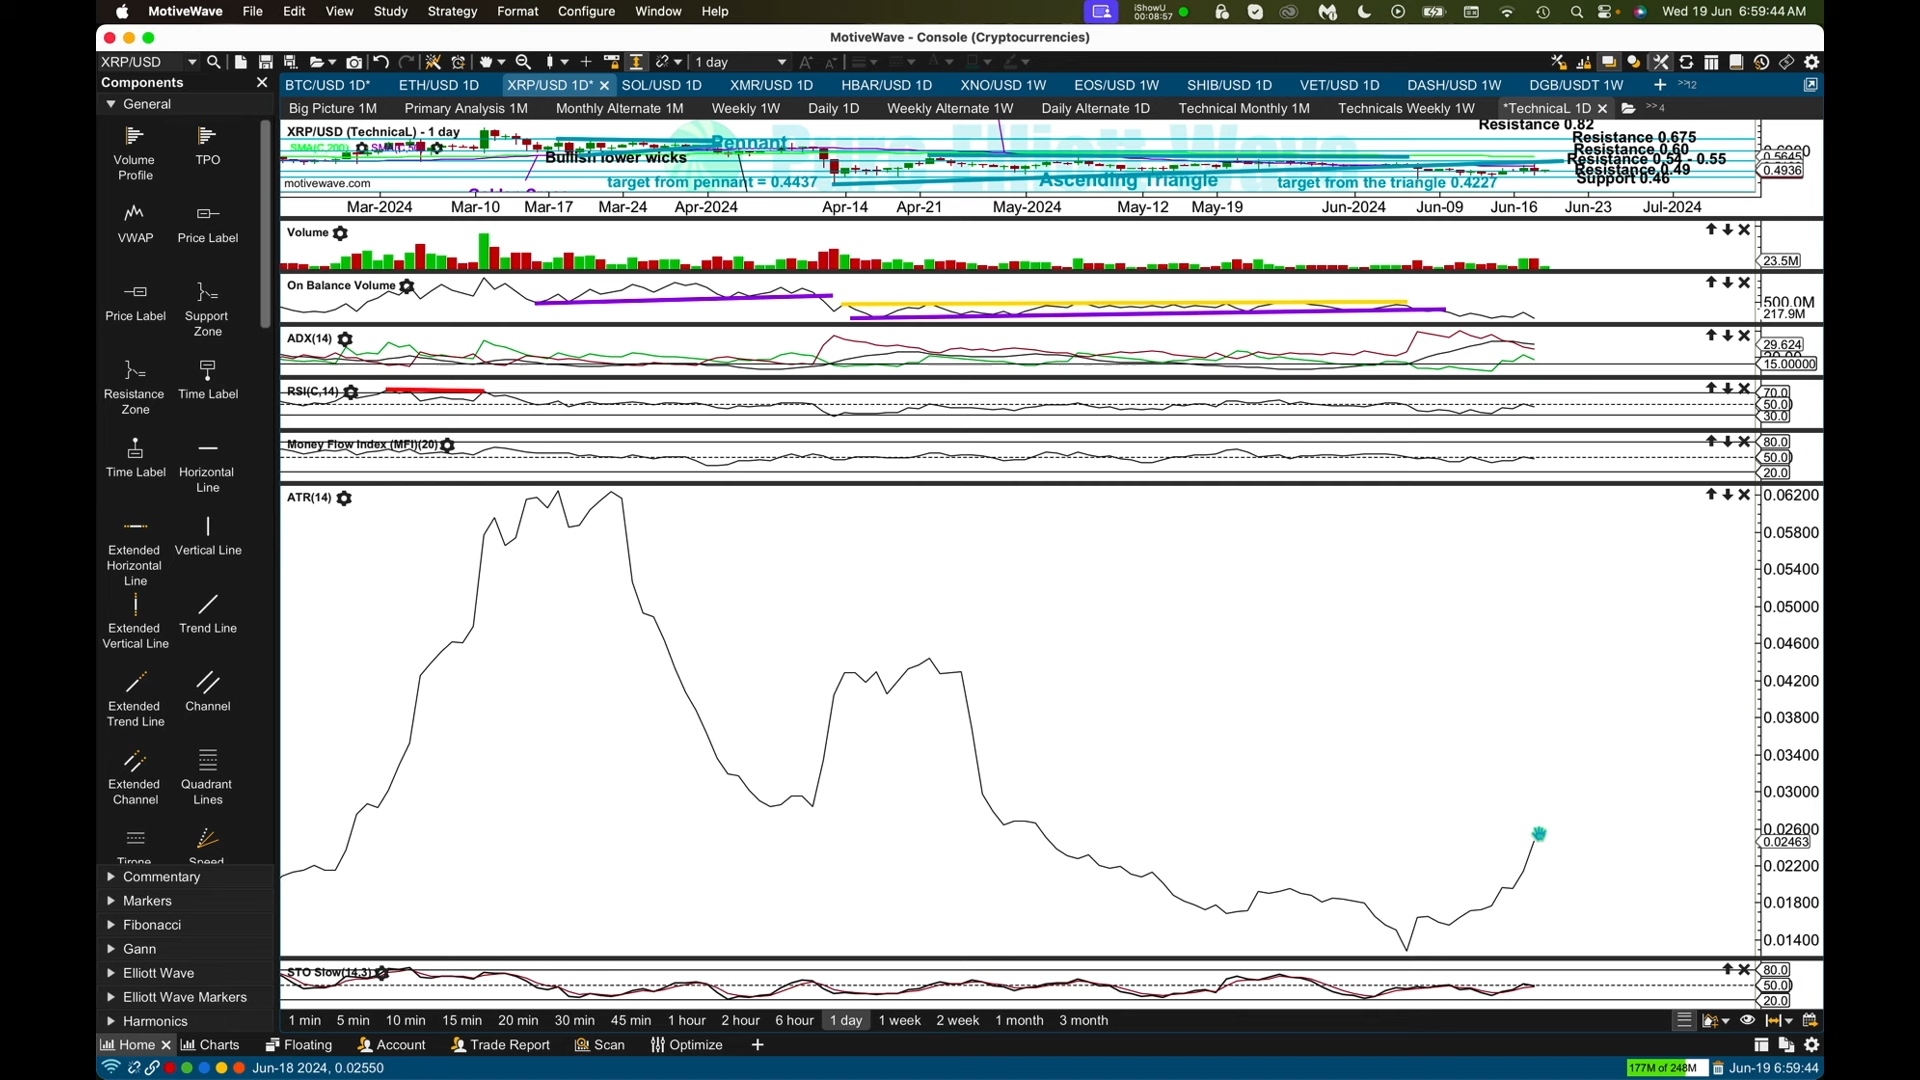 MotiveWave File Edit View Study Strategy Format Configure Window Help iShowU 00:08:57 Wed 19 Jun 6:59:44 AM
MotiveWave - Console (Cryptocurrencies)
XRP/USD 1 day
Components
BTC/USD 1D* ETH/USD 1D XRP/USD 1D* SOL/USD 1D XMR/USD 1D HBAR/USD 1D XNO/USD 1W EOS/USD 1W SHIB/USD 1D VET/USD 1D DASH/USD 1W DGB/USDT 1W >>12
General
Big Picture 1M Primary Analysis 1M Monthly Alternate 1M Weekly 1W Daily 1D Weekly Alternate 1W Daily Alternate 1D Technical Monthly 1M Technicals Weekly 1W *TechnicaL 1D >>4
Volume Profile
TPO
VWAP
Price Label
Price Label
Support Zone
Resistance Zone
Time Label
Time Label
Horizontal Line
Extended Horizontal Line
Vertical Line
Extended Vertical Line
Trend Line
Extended Trend Line
Channel
Extended Channel
Quadrant Lines
Tirone
Speed
Commentary
Markers
Fibonacci
Gann
Elliott Wave
Elliott Wave Markers
Harmonics
XRP/USD (TechnicaL) - 1 day
SMA(C,200)
Bullish lower wicks
Pennant
motivewave.com
target from pennant = 0.4437
Ascending Triangle
target from the triangle 0.4227
Resistance 0.82
Resistance 0.675
Resistance 0.60
Resistance 0.54 - 0.55
Resistance 0.49
Support 0.46
0.5645
0.4936
Mar-2024 Mar-10 Mar-17 Mar-24 Apr-2024 Apr-14 Apr-21 May-2024 May-12 May-19 Jun-2024 Jun-09 Jun-16 Jun-23 Jul-2024
Volume
23.5M
On Balance Volume
500.0M
217.9M
ADX(14)
29.624
15.00000
RSI(C,14)
70.0
50.0
30.0
Money Flow Index (MFI)(20)
80.0
50.0
20.0
ATR(14)
0.06200
0.05800
0.05400
0.05000
0.04600
0.04200
0.03800
0.03400
0.03000
0.02600
0.02463
0.02200
0.01800
0.01400
STO Slow(14,3)
80.0
50.0
20.0
1 min 5 min 10 min 15 min 20 min 30 min 45 min 1 hour 2 hour 6 hour 1 day 1 week 2 week 1 month 3 month
Home Charts Floating Account Trade Report Scan Optimize
Jun-18 2024, 0.02550 177M of 248M Jun-19 6:59:44